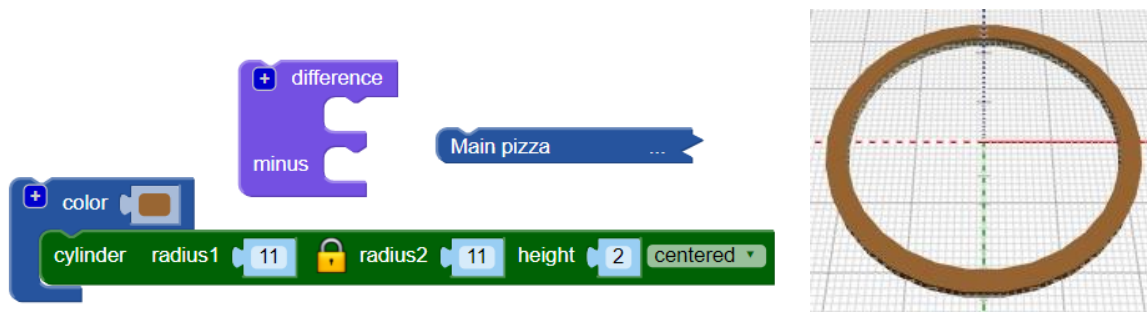 + difference
minus
Main pizza ...
+ color
cylinder radius1 11 radius2 11 height 2 centered